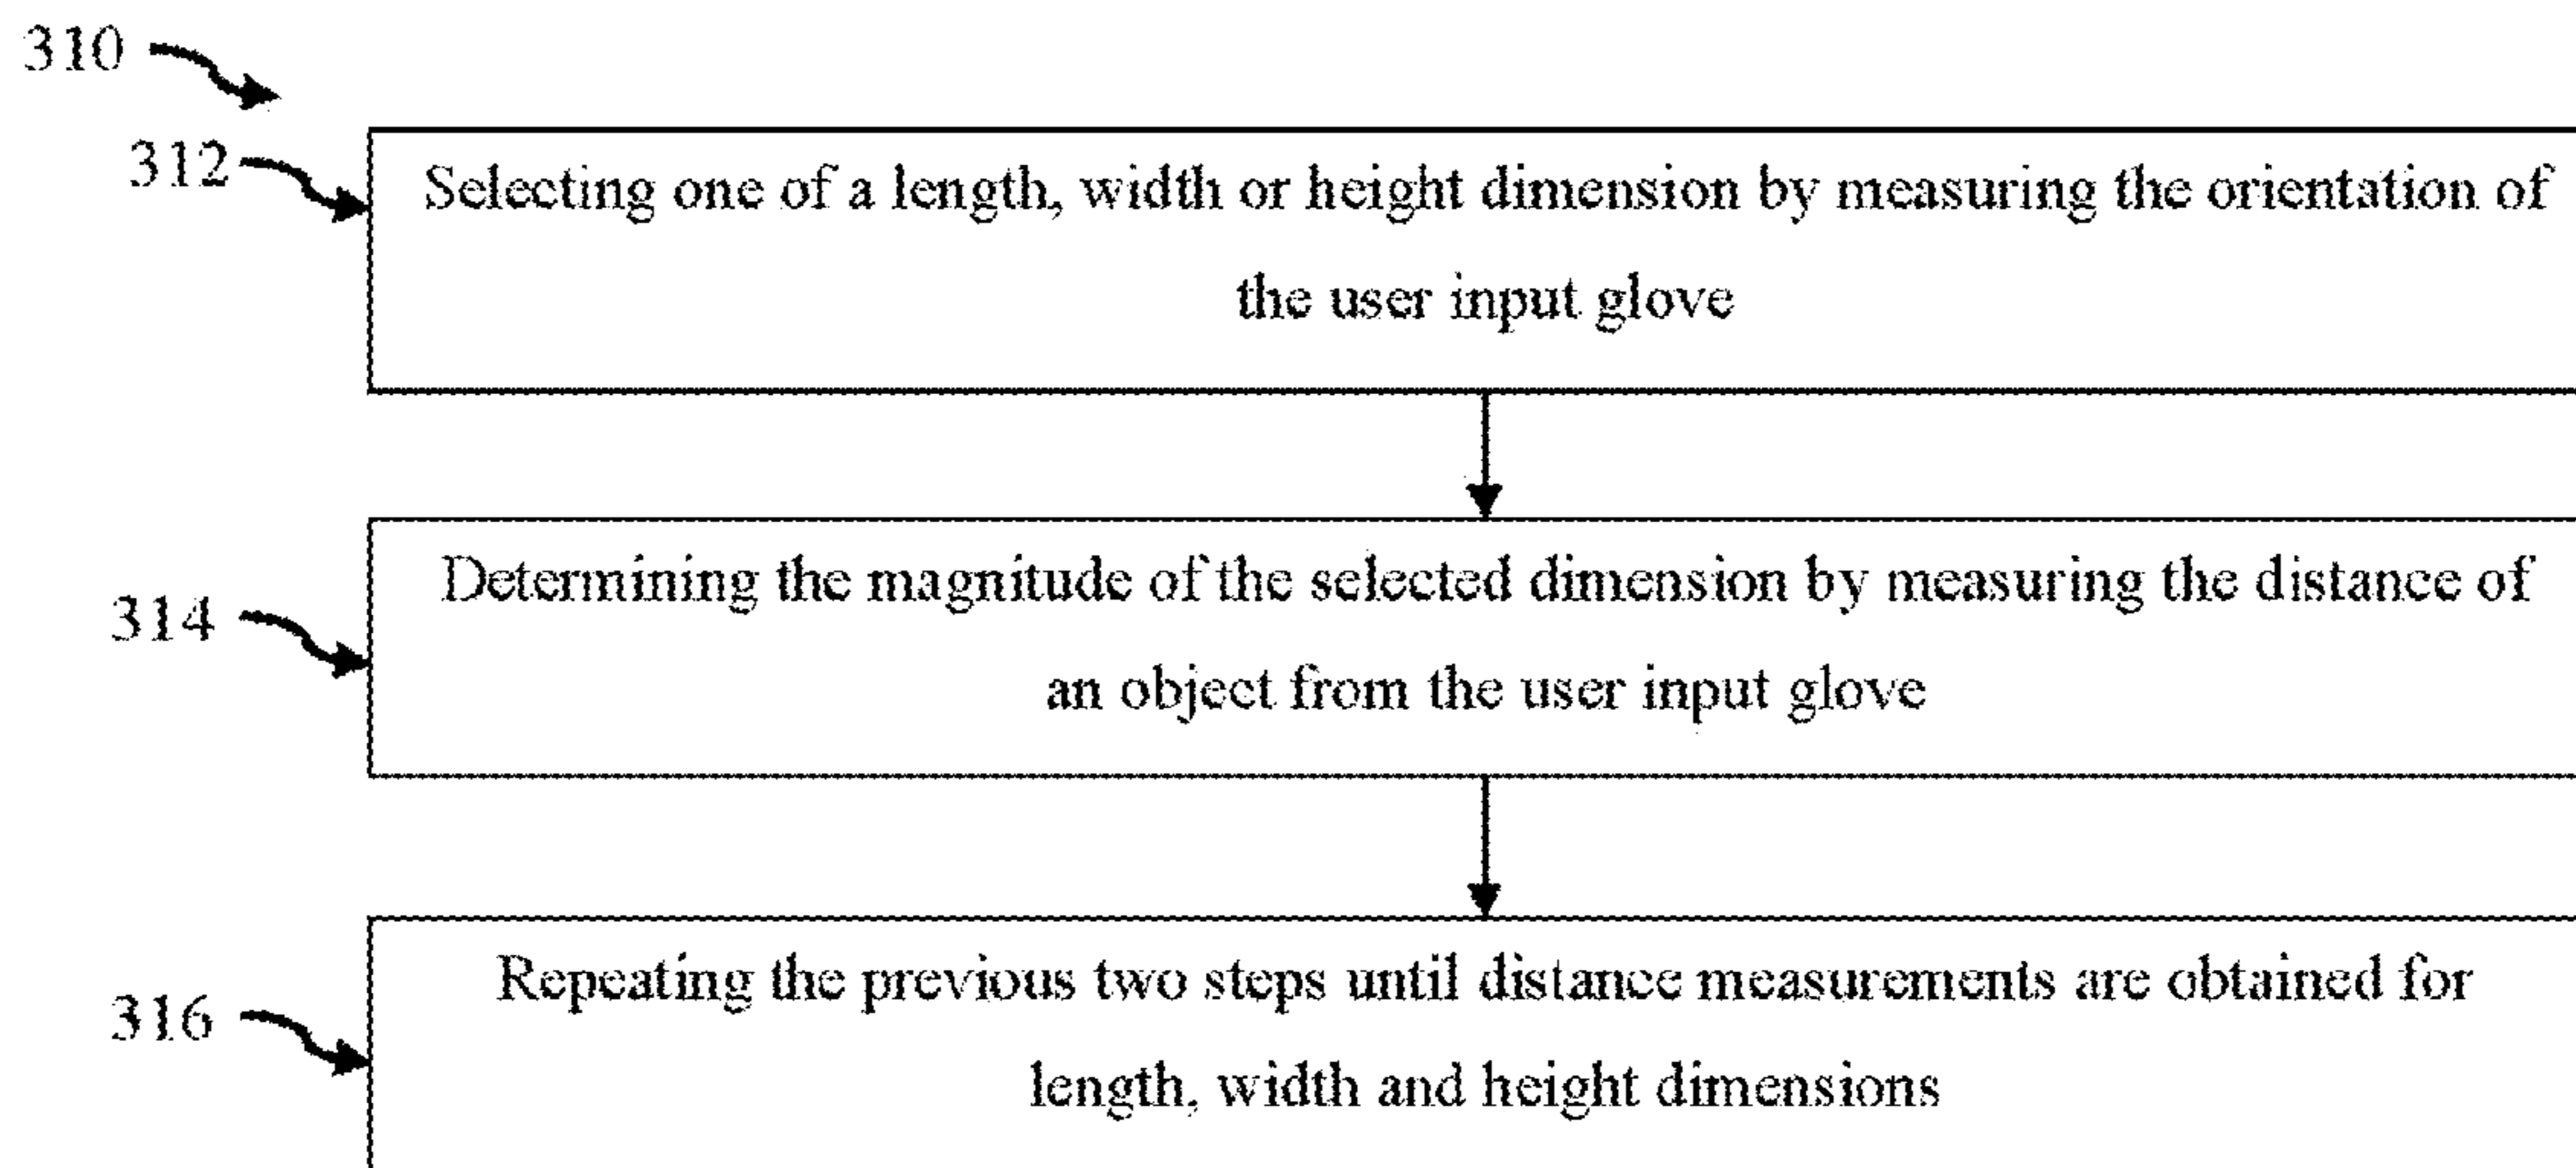 310
312
Selecting one of a length, width or height dimension by measuring the orientation of
the user input glove
314
Determining the magnitude of the selected dimension by measuring the distance of
an object from the user input glove
316
Repeating the previous two steps until distance measurements are obtained for
length, width and height dimensions